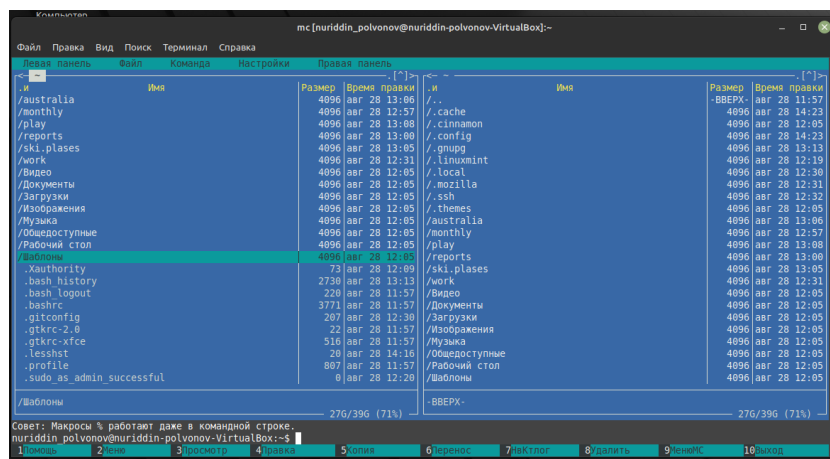 Компьютер
mc [nuriddin_polvonov@nuriddin-polvonov-VirtualBox]:~
Файл Правка Вид Поиск Терминал Справка
Левая панель Файл Команда Настройки Правая панель
<— ~ .[^]> <— ~ .[^]>
.и Имя Размер Время правки .и Имя Размер Время правки
/australia 4096 авг 28 13:06 /.. -ВВЕРХ- авг 28 11:57
/monthly 4096 авг 28 12:57 /.cache 4096 авг 28 14:23
/play 4096 авг 28 13:08 /.cinnamon 4096 авг 28 12:05
/reports 4096 авг 28 13:00 /.config 4096 авг 28 14:23
/ski.plases 4096 авг 28 13:05 /.gnupg 4096 авг 28 13:13
/work 4096 авг 28 12:31 /.linuxmint 4096 авг 28 12:19
/Видео 4096 авг 28 12:05 /.local 4096 авг 28 12:30
/Документы 4096 авг 28 12:05 /.mozilla 4096 авг 28 12:31
/Загрузки 4096 авг 28 12:05 /.ssh 4096 авг 28 12:32
/Изображения 4096 авг 28 12:05 /.themes 4096 авг 28 12:05
/Музыка 4096 авг 28 12:05 /australia 4096 авг 28 13:06
/Общедоступные 4096 авг 28 12:05 /monthly 4096 авг 28 12:57
/Рабочий стол 4096 авг 28 12:05 /play 4096 авг 28 13:08
/Шаблоны 4096 авг 28 12:05 /reports 4096 авг 28 13:00
.Xauthority 73 авг 28 12:09 /ski.plases 4096 авг 28 13:05
.bash_history 2730 авг 28 13:13 /work 4096 авг 28 12:31
.bash_logout 220 авг 28 11:57 /Видео 4096 авг 28 12:05
.bashrc 3771 авг 28 11:57 /Документы 4096 авг 28 12:05
.gitconfig 207 авг 28 12:30 /Загрузки 4096 авг 28 12:05
.gtkrc-2.0 22 авг 28 11:57 /Изображения 4096 авг 28 12:05
.gtkrc-xfce 516 авг 28 11:57 /Музыка 4096 авг 28 12:05
.lesshst 20 авг 28 14:16 /Общедоступные 4096 авг 28 12:05
.profile 807 авг 28 11:57 /Рабочий стол 4096 авг 28 12:05
.sudo_as_admin_successful 0 авг 28 12:20 /Шаблоны 4096 авг 28 12:05
/Шаблоны -ВВЕРХ-
27G/39G (71%) 27G/39G (71%)
Совет: Макросы % работают даже в командной строке.
nuriddin_polvonov@nuriddin-polvonov-VirtualBox:~$
1Помощь 2Меню 3Просмотр 4Правка 5Копия 6Перенос 7НвКтлог 8Удалить 9МенюМС 10Выход